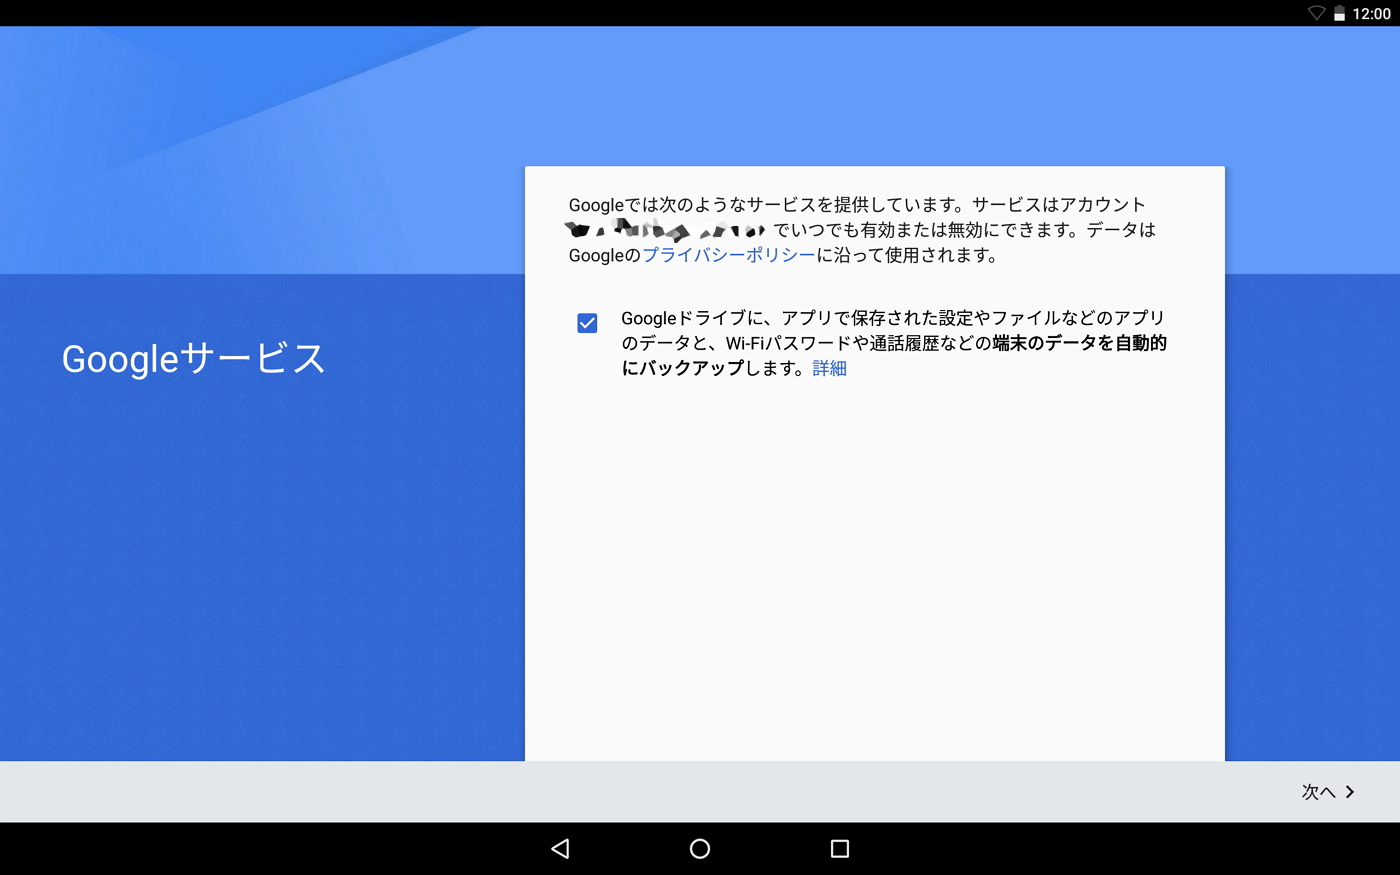 12:00
Googleでは次のようなサービスを提供しています。サービスはアカウント
でいつでも有効または無効にできます。データは
Googleのプライバシーポリシーに沿って使用されます。
Googleサービス
Googleドライブに、アプリで保存された設定やファイルなどのアプリ
のデータと、Wi-Fiパスワードや通話履歴などの端末のデータを自動的
にバックアップします。詳細
次へ